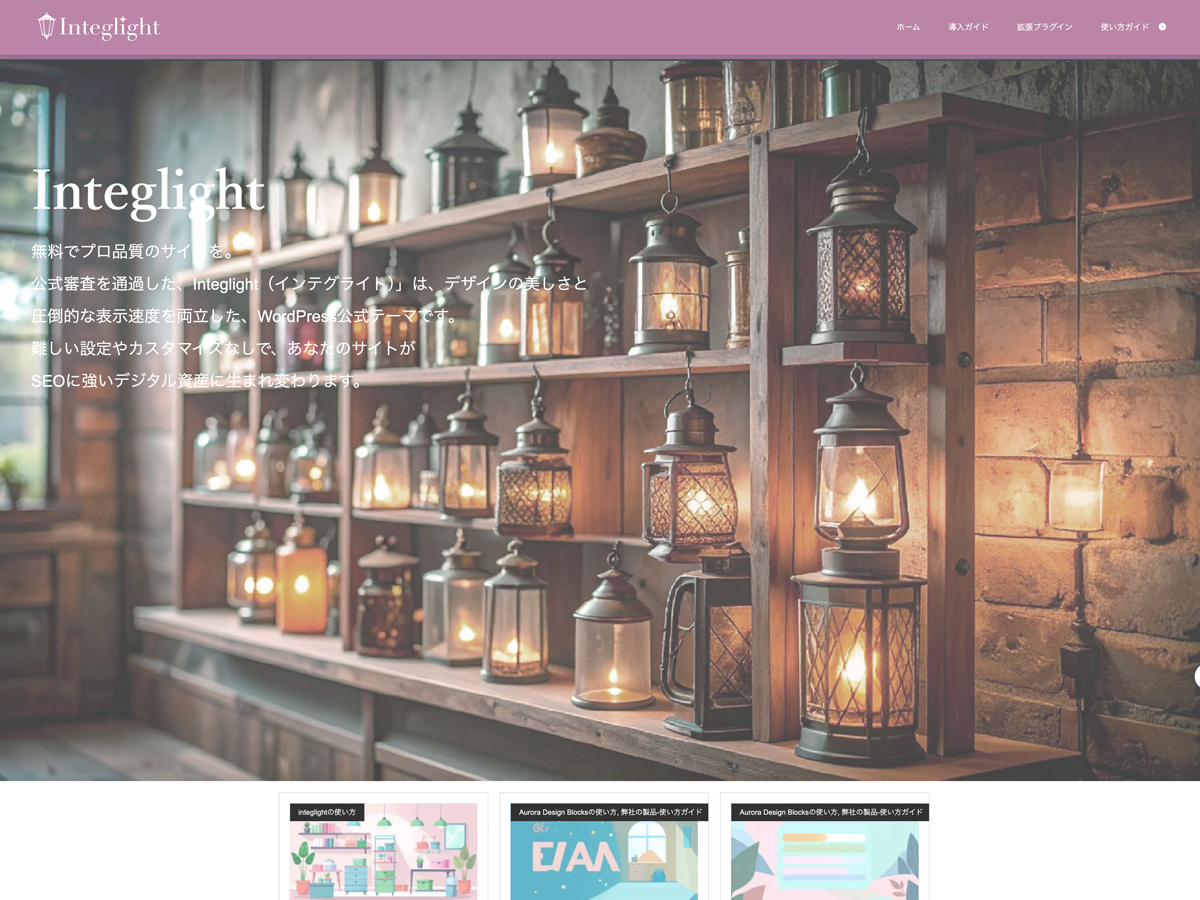 Integlight
ホーム 導入ガイド 拡張プラグイン 使い方ガイド
Integlight
無料でプロ品質のサイトを。
公式審査を通過した、Integlight（インテグライト）」は、デザインの美しさと
圧倒的な表示速度を両立した、WordPress公式テーマです。
難しい設定やカスタマイズなしで、あなたのサイトが
SEOに強いデジタル資産に生まれ変わります。
integlightの使い方
Aurora Design Blocksの使い方, 弊社の製品-使い方ガイド
Aurora Design Blocksの使い方, 弊社の製品-使い方ガイド